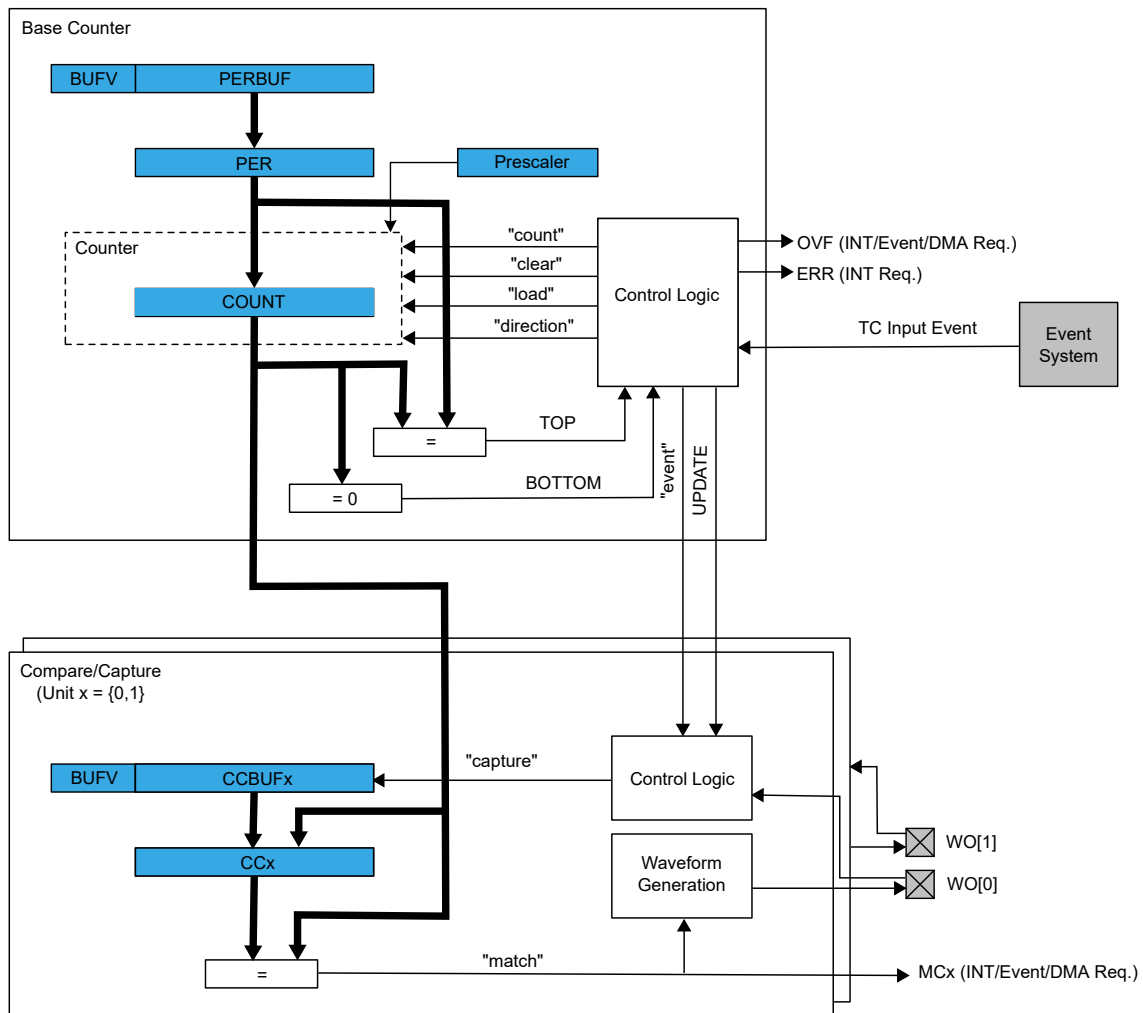 Base Counter
BUFV
PERBUF
PER
Prescaler
Counter
COUNT
"count"
"clear"
"load"
"direction"
Control Logic
OVF (INT/Event/DMA Req.)
ERR (INT Req.)
TC Input Event
Event
System
=
TOP
= 0
BOTTOM
"event"
UPDATE
Compare/Capture
(Unit x = {0,1}
BUFV
CCBUFx
"capture"
Control Logic
CCx
Waveform
Generation
WO[1]
WO[0]
=
"match"
MCx (INT/Event/DMA Req.)